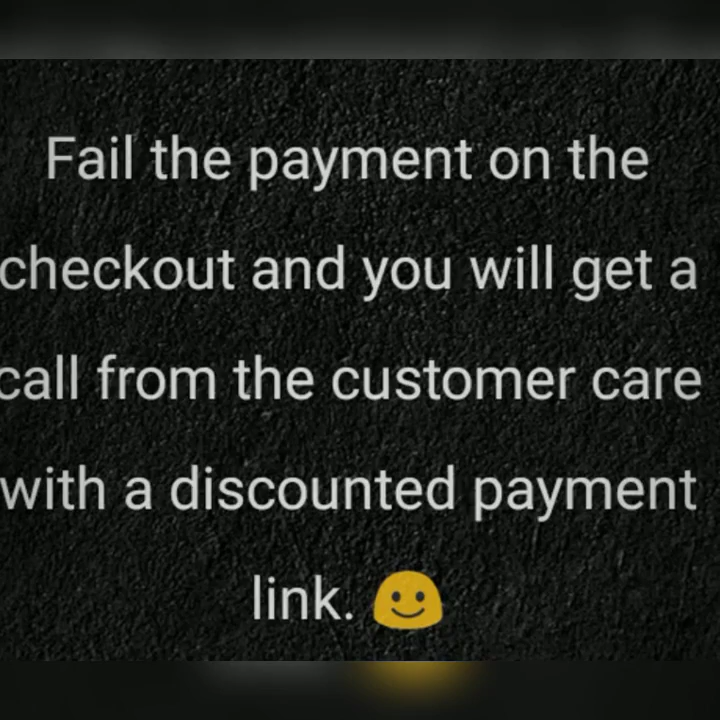 Fail the payment on the
checkout and you will get a
call from the customer care
with a discounted payment
link. 🙂